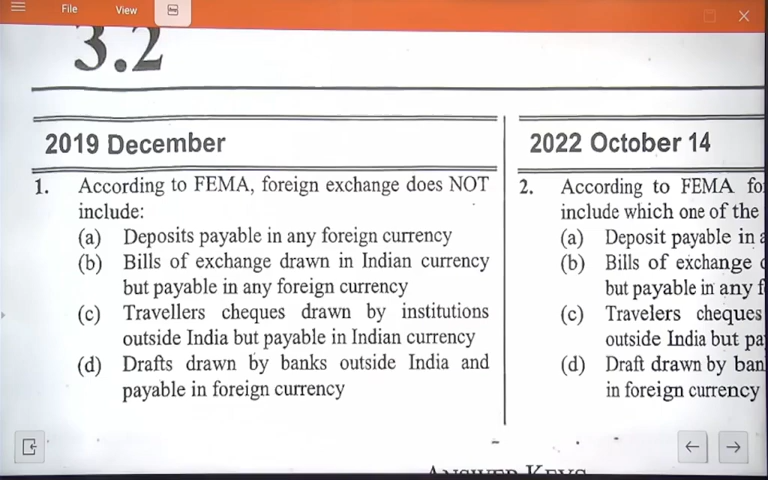 File View
3.2
2019 December
1. According to FEMA, foreign exchange does NOT
include:
(a) Deposits payable in any foreign currency
(b) Bills of exchange drawn in Indian currency
but payable in any foreign currency
(c) Travellers cheques drawn by institutions
outside India but payable in Indian currency
(d) Drafts drawn by banks outside India and
payable in foreign currency
2022 October 14
2. According to FEMA
include which one of the
(a) Deposit payable in
(b) Bills of exchange
but payable in any
(c) Travelers cheques
outside India but
(d) Draft drawn by
in foreign currency